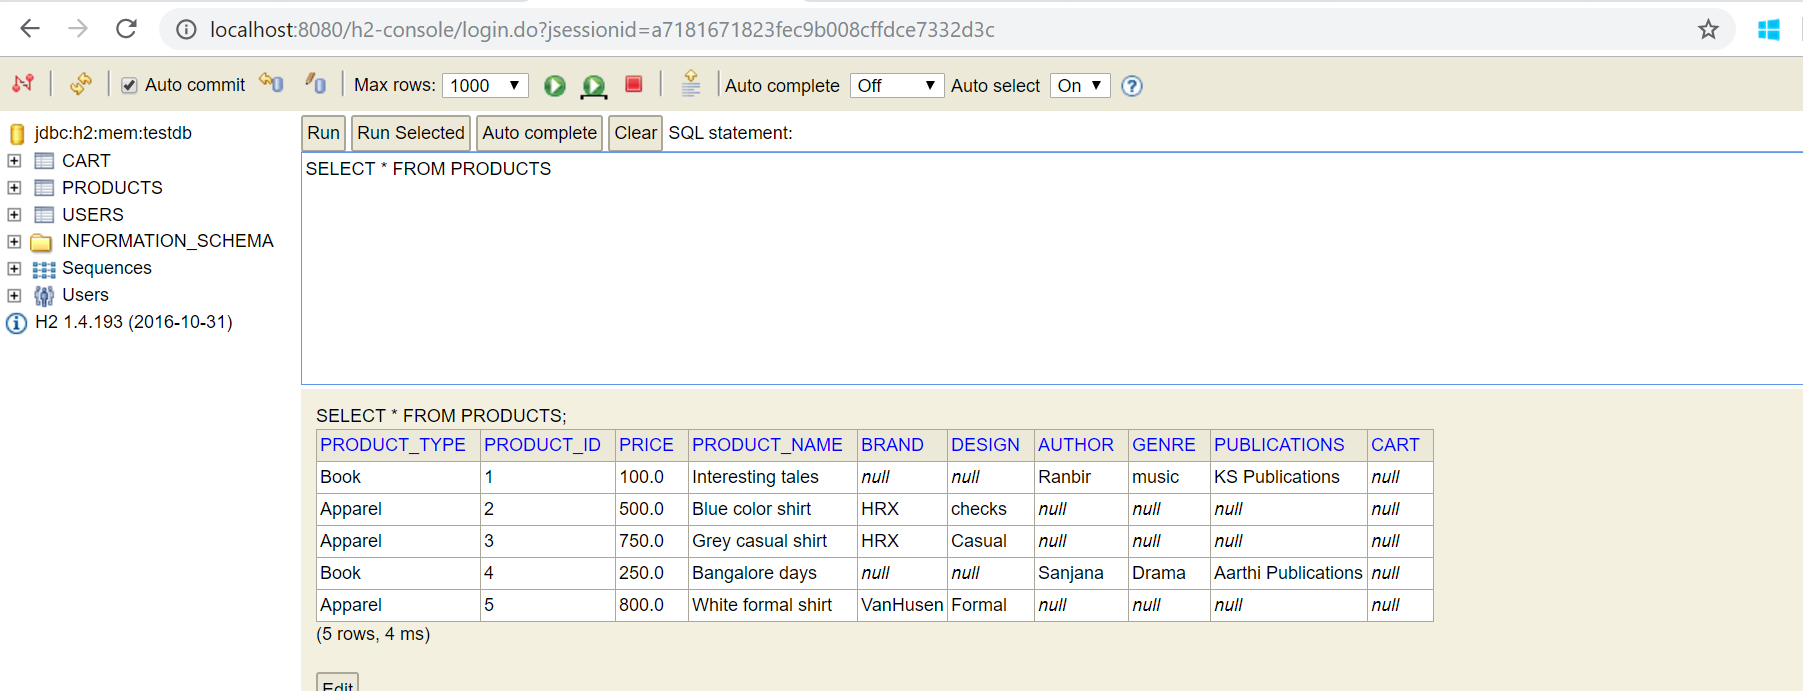 localhost:8080/h2-console/login.do?jsessionid=a7181671823fec9b008cffdce7332d3c
Auto commit Max rows: 1000 Auto complete Off Auto select On
jdbc:h2:mem:testdb
CART
PRODUCTS
USERS
INFORMATION_SCHEMA
Sequences
Users
H2 1.4.193 (2016-10-31)
Run Run Selected Auto complete Clear SQL statement:
SELECT * FROM PRODUCTS
SELECT * FROM PRODUCTS;
PRODUCT_TYPE PRODUCT_ID PRICE PRODUCT_NAME BRAND DESIGN AUTHOR GENRE PUBLICATIONS CART
Book 1 100.0 Interesting tales null null Ranbir music KS Publications null
Apparel 2 500.0 Blue color shirt HRX checks null null null null
Apparel 3 750.0 Grey casual shirt HRX Casual null null null null
Book 4 250.0 Bangalore days null null Sanjana Drama Aarthi Publications null
Apparel 5 800.0 White formal shirt VanHusen Formal null null null null
(5 rows, 4 ms)
Edit